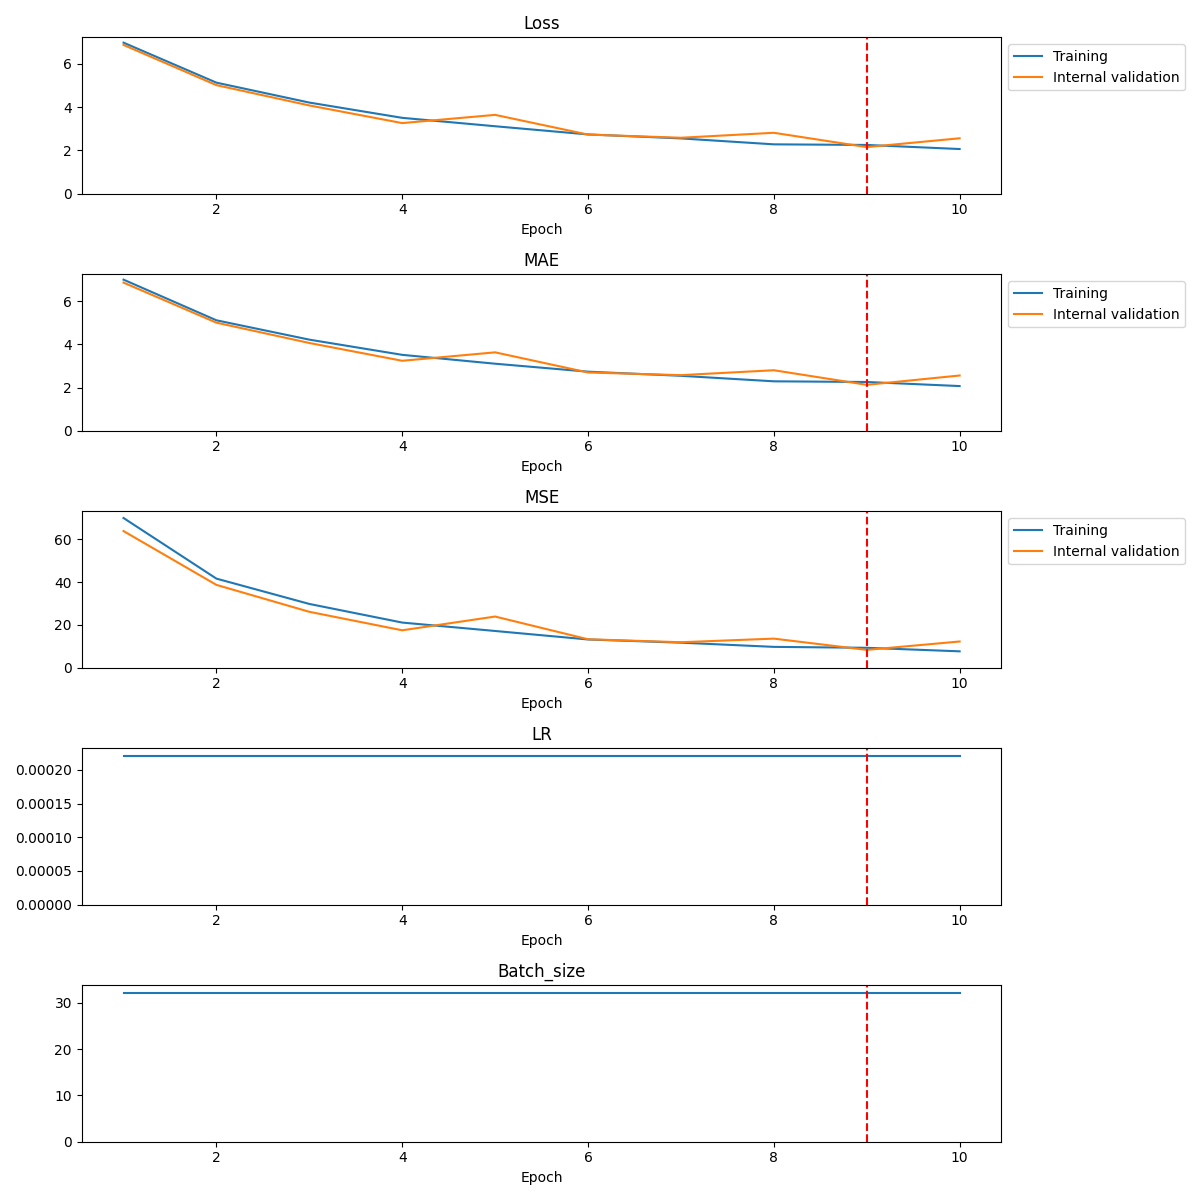 Loss
6
4
2
0
2 4 6 8 10
Epoch
Training
Internal validation
MAE
6
4
2
0
2 4 6 8 10
Epoch
Training
Internal validation
MSE
60
40
20
0
2 4 6 8 10
Epoch
Training
Internal validation
LR
0.00020
0.00015
0.00010
0.00005
0.00000
2 4 6 8 10
Epoch
Batch_size
30
20
10
0
2 4 6 8 10
Epoch